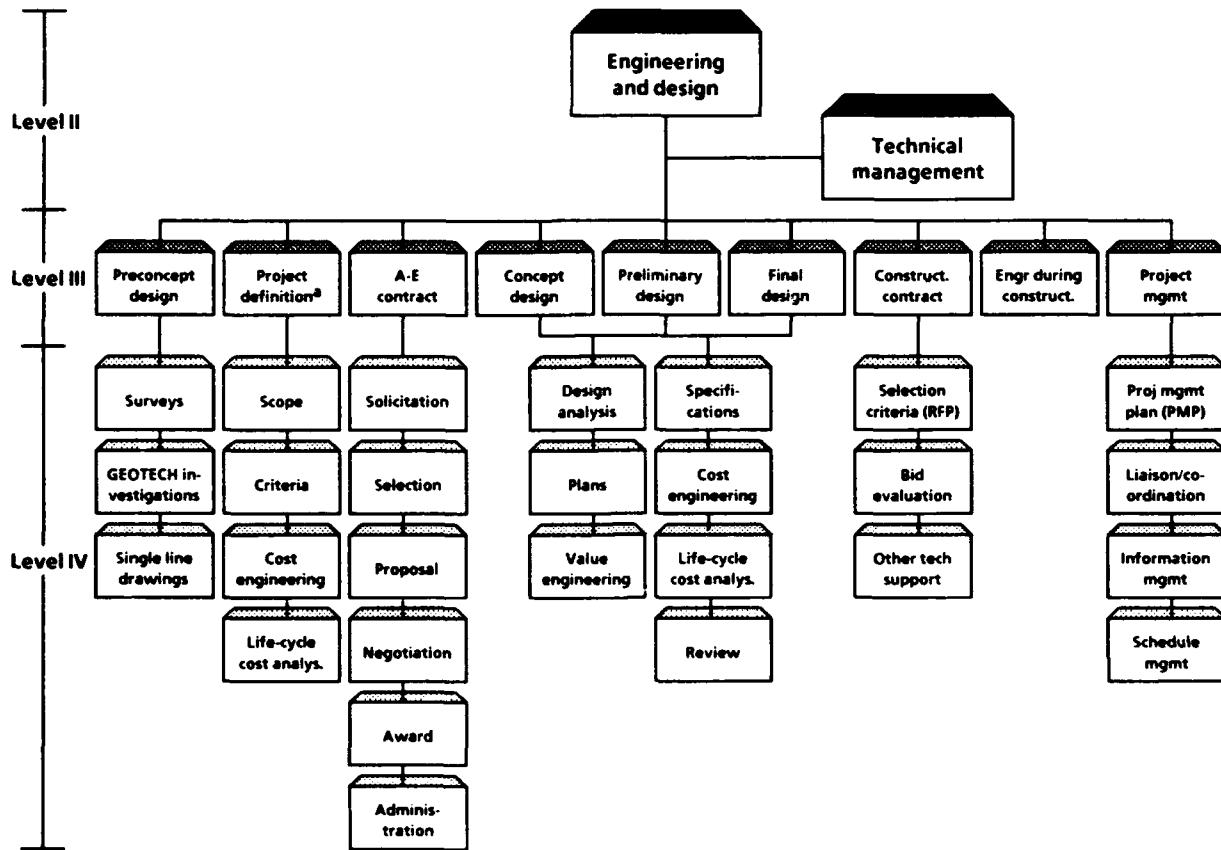 Engineering
and design
Level II
Technical
management
Level III
Preconcept
design
Project
definitionᵃ
A-E
contract
Concept
design
Preliminary
design
Final
design
Construct.
contract
Engr during
construct.
Project
mgmt
Level IV
Surveys
GEOTECH in-
vestigations
Single line
drawings
Scope
Criteria
Cost
engineering
Life-cycle
cost analys.
Solicitation
Selection
Proposal
Negotiation
Award
Adminis-
tration
Design
analysis
Plans
Value
engineering
Specifi-
cations
Cost
engineering
Life-cycle
cost analys.
Review
Selection
criteria (RFP)
Bid
evaluation
Other tech
support
Proj mgmt
plan (PMP)
Liaison/co-
ordination
Information
mgmt
Schedule
mgmt